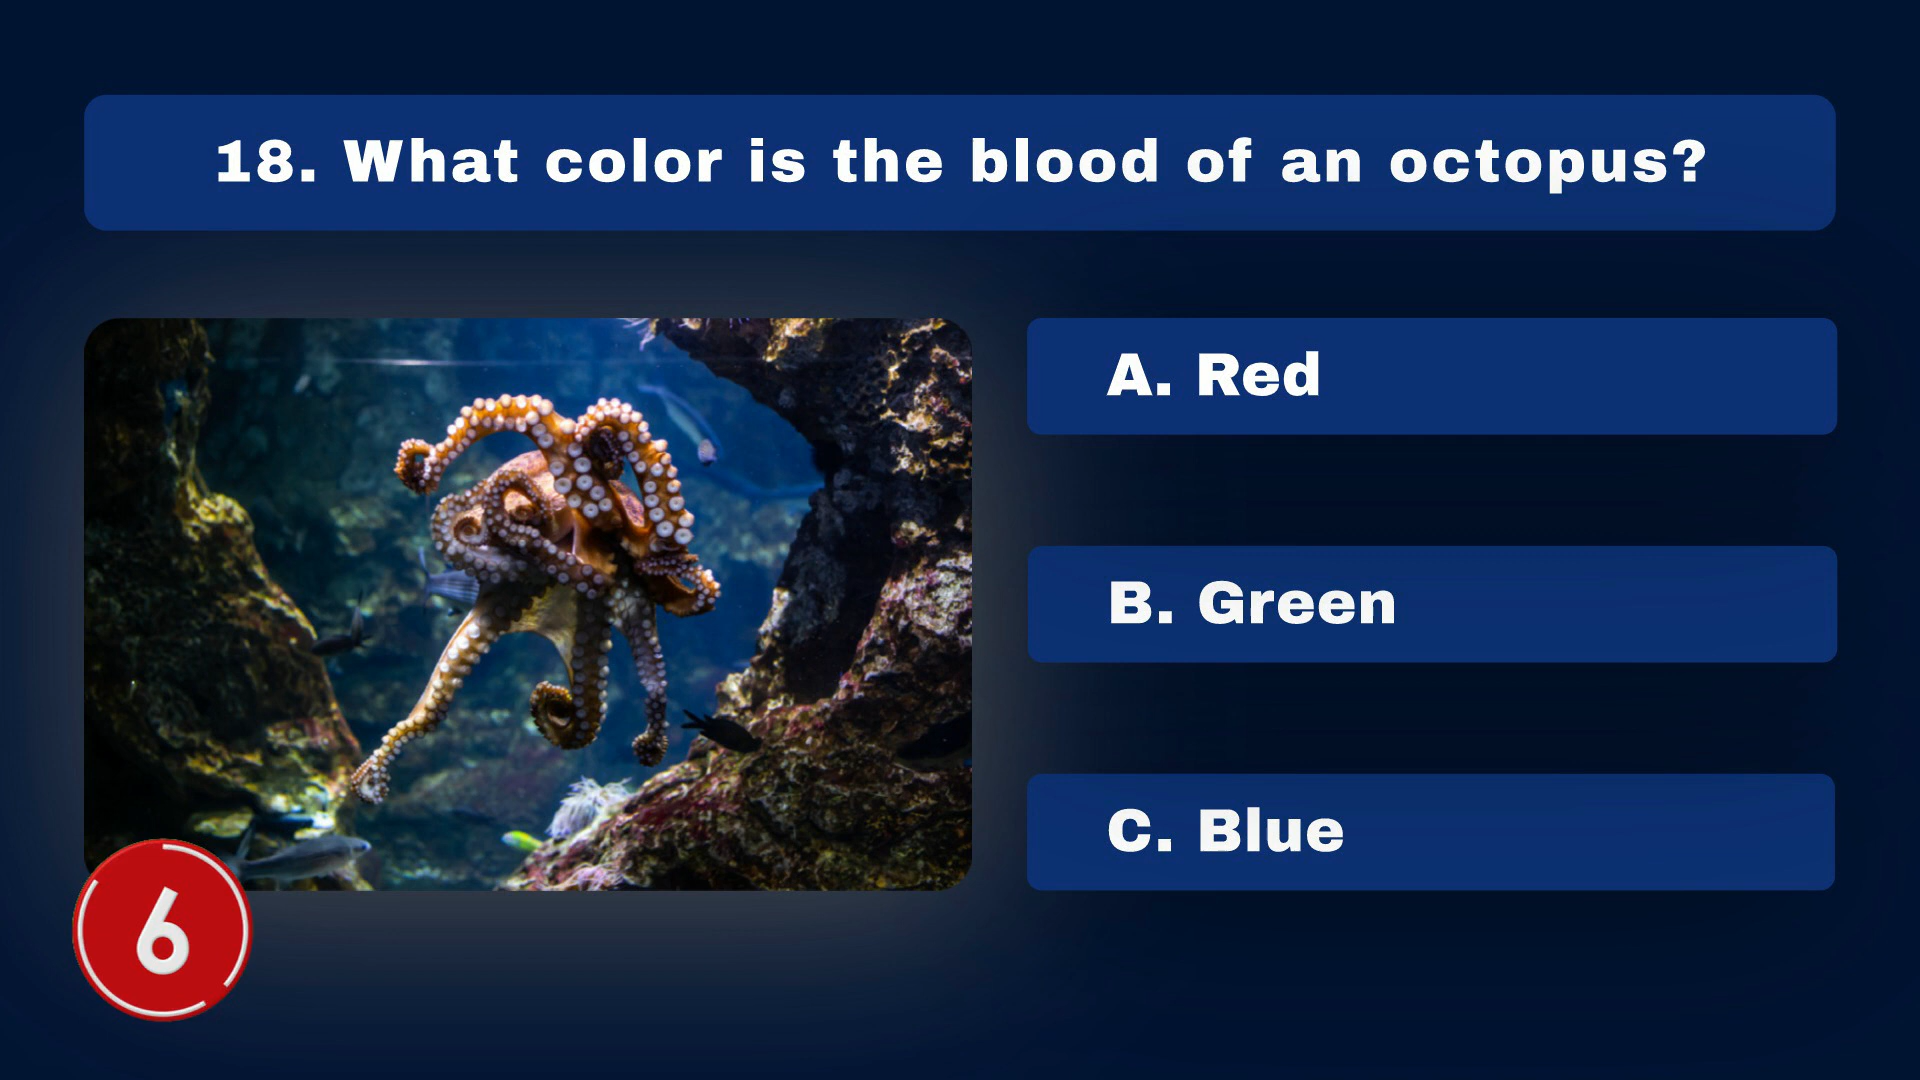 18. What color is the blood of an octopus?
A. Red
B. Green
C. Blue
6